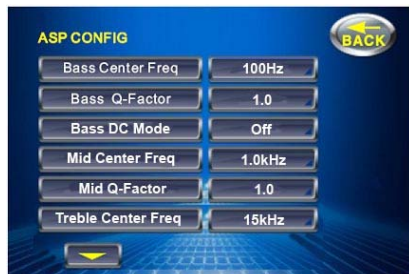 ASP CONFIG
BACK
Bass Center Freq 100Hz
Bass Q-Factor 1.0
Bass DC Mode Off
Mid Center Freq 1.0kHz
Mid Q-Factor 1.0
Treble Center Freq 15kHz